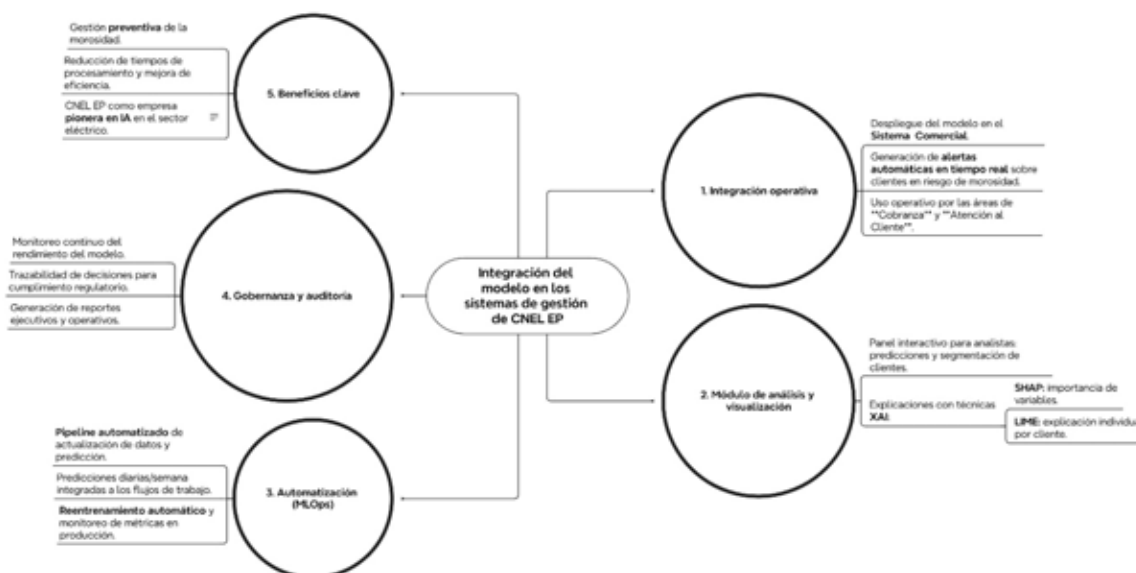 Gestión preventiva de la
morosidad.
Reducción de tiempos de
procesamiento y mejora de
eficiencia.
CNEL EP como empresa
pionera en IA en el sector
eléctrico.
5. Beneficios clave
Monitoreo continuo del
rendimiento del modelo.
Trazabilidad de decisiones para
cumplimiento regulatorio.
Generación de reportes
ejecutivos y operativos.
4. Gobernanza y auditoría
Pipeline automatizado de
actualización de datos y
predicción.
Predicciones diarias/semana
integradas a los flujos de trabajo.
Reentrenamiento automático y
monitoreo de métricas en
producción.
3. Automatización
(MLOps)
Integración del
modelo en los
sistemas de gestión
de CNEL EP
1. Integración operativa
Despliegue del modelo en el
Sistema Comercial.
Generación de alertas
automáticas en tiempo real sobre
clientes en riesgo de morosidad.
Uso operativo por las áreas de
**Cobranza** y **Atención al
Cliente**.
2. Módulo de análisis y
visualización
Panel interactivo para analistas:
predicciones y segmentación de
clientes.
Explicaciones con técnicas
XAI:
SHAP: importancia de
variables.
LIME: explicación individu
por cliente.